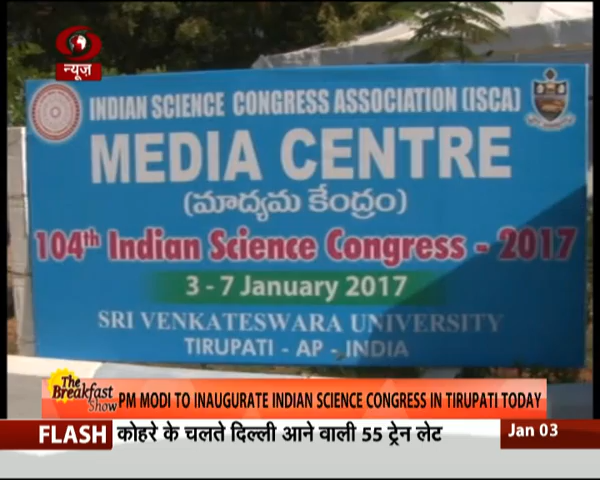 न्यूज़
INDIAN SCIENCE CONGRESS ASSOCIATION (ISCA)
MEDIA CENTRE
(మాధ్యమ కేంద్రం)
104th Indian Science Congress - 2017
3 - 7 January 2017
SRI VENKATESWARA UNIVERSITY
TIRUPATI - AP - INDIA
The Breakfast Show
PM MODI TO INAUGURATE INDIAN SCIENCE CONGRESS IN TIRUPATI TODAY
FLASH कोहरे के चलते दिल्ली आने वाली 55 ट्रेन लेट Jan 03